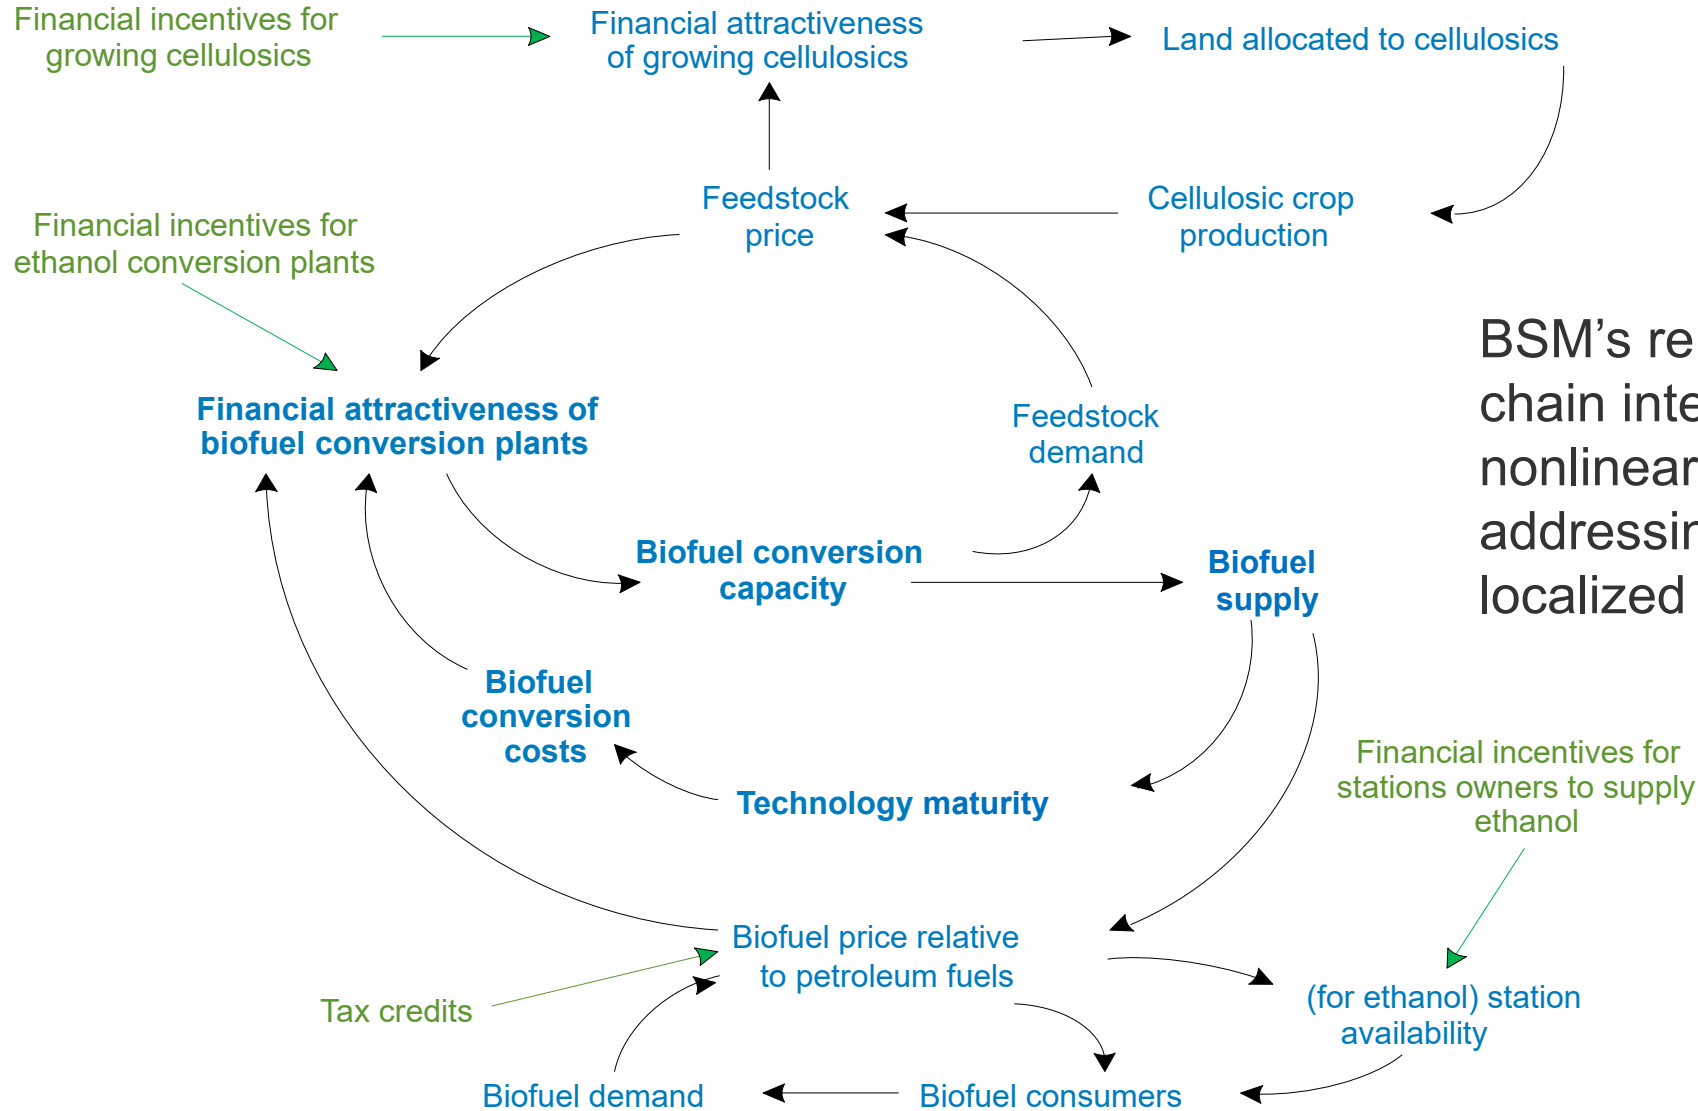 Financial incentives for
growing cellulosics
Financial attractiveness
of growing cellulosics
Land allocated to cellulosics
Feedstock
price
Cellulosic crop
production
Financial incentives for
ethanol conversion plants
BSM’s re
chain inte
nonlinear
addressin
localized
Financial attractiveness of
biofuel conversion plants
Feedstock
demand
Biofuel conversion
capacity
Biofuel
supply
Biofuel
conversion
costs
Technology maturity
Financial incentives for
stations owners to supply
ethanol
Biofuel price relative
to petroleum fuels
Tax credits
(for ethanol) station
availability
Biofuel demand
Biofuel consumers